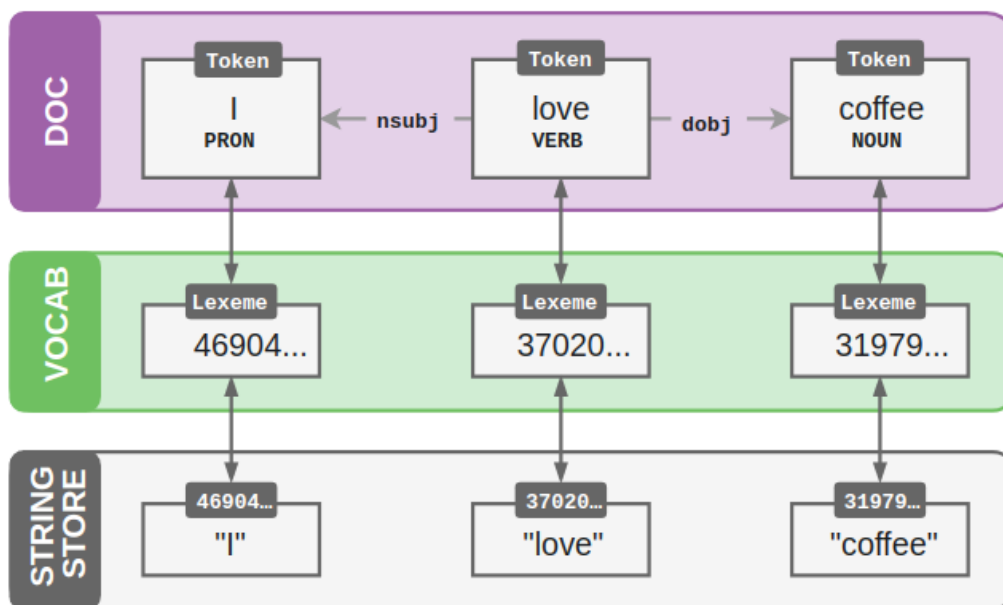 DOC
Token
Token
Token
I
love
coffee
PRON
nsubj
VERB
dobj
NOUN
VOCAB
Lexeme
Lexeme
Lexeme
46904...
37020...
31979...
STRING
STORE
46904…
37020…
31979…
"I"
"love"
"coffee"